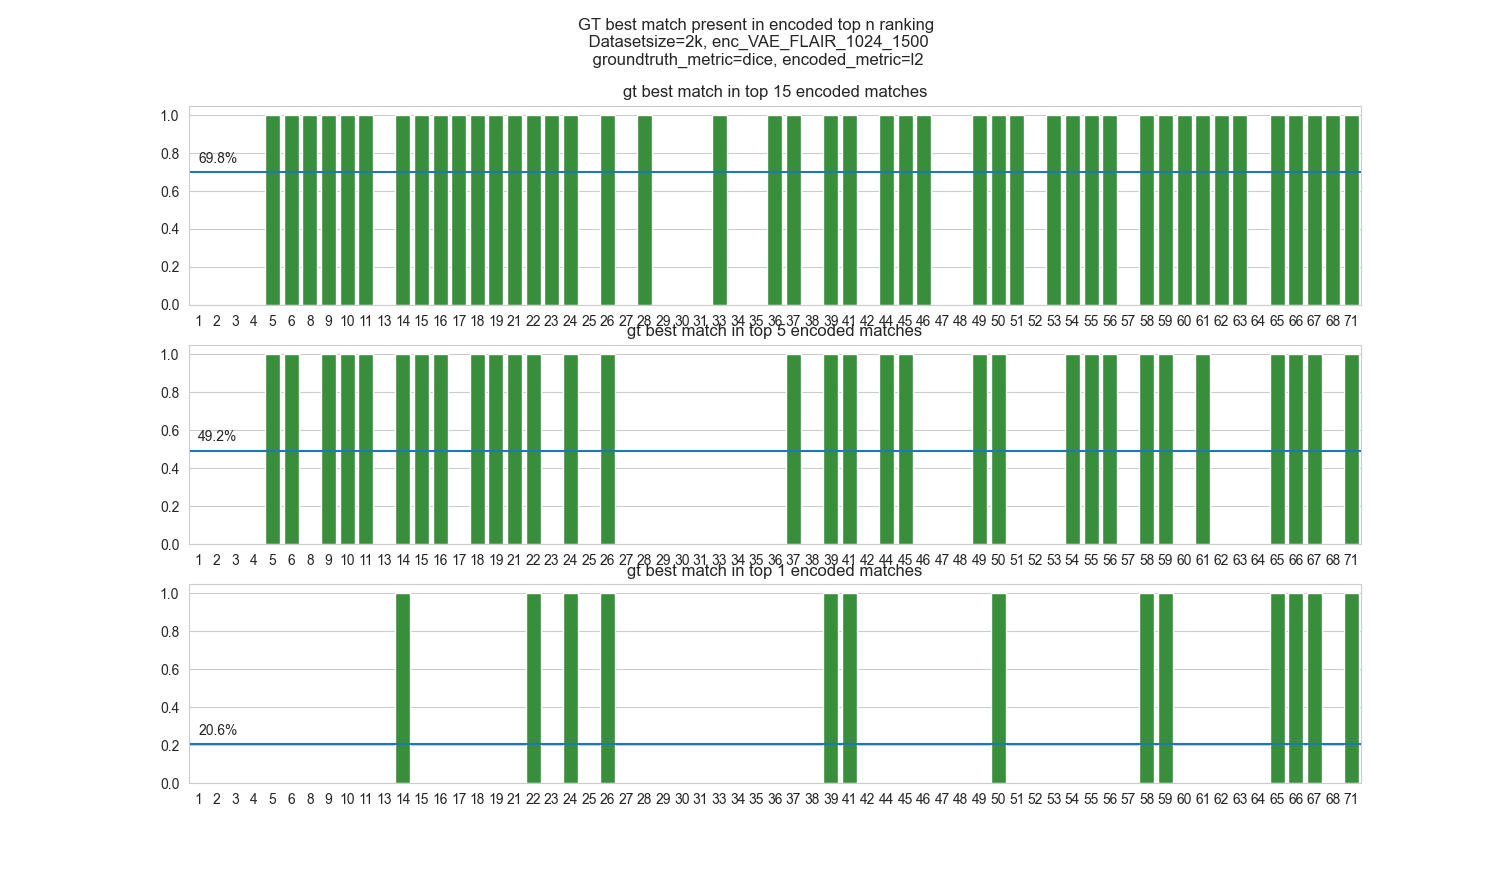 GT best match present in encoded top n ranking
Datasetsize=2k, enc_VAE_FLAIR_1024_1500
groundtruth_metric=dice, encoded_metric=l2
gt best match in top 15 encoded matches
1.0
0.8
69.8%
0.6
0.4
0.2
0.0
1 2 3 4 5 6 8 9 10 11 13 14 15 16 17 18 19 21 22 23 24 25 26 27 28 29 30 31 33 34 35 36 37 38 39 41 42 44 45 46 47 48 49 50 51 52 53 54 55 56 57 58 59 60 61 62 63 64 65 66 67 68 71
gt best match in top 5 encoded matches
1.0
0.8
0.6
49.2%
0.4
0.2
0.0
1 2 3 4 5 6 8 9 10 11 13 14 15 16 17 18 19 21 22 23 24 25 26 27 28 29 30 31 33 34 35 36 37 38 39 41 42 44 45 46 47 48 49 50 51 52 53 54 55 56 57 58 59 60 61 62 63 64 65 66 67 68 71
gt best match in top 1 encoded matches
1.0
0.8
0.6
0.4
20.6%
0.2
0.0
1 2 3 4 5 6 8 9 10 11 13 14 15 16 17 18 19 21 22 23 24 25 26 27 28 29 30 31 33 34 35 36 37 38 39 41 42 44 45 46 47 48 49 50 51 52 53 54 55 56 57 58 59 60 61 62 63 64 65 66 67 68 71